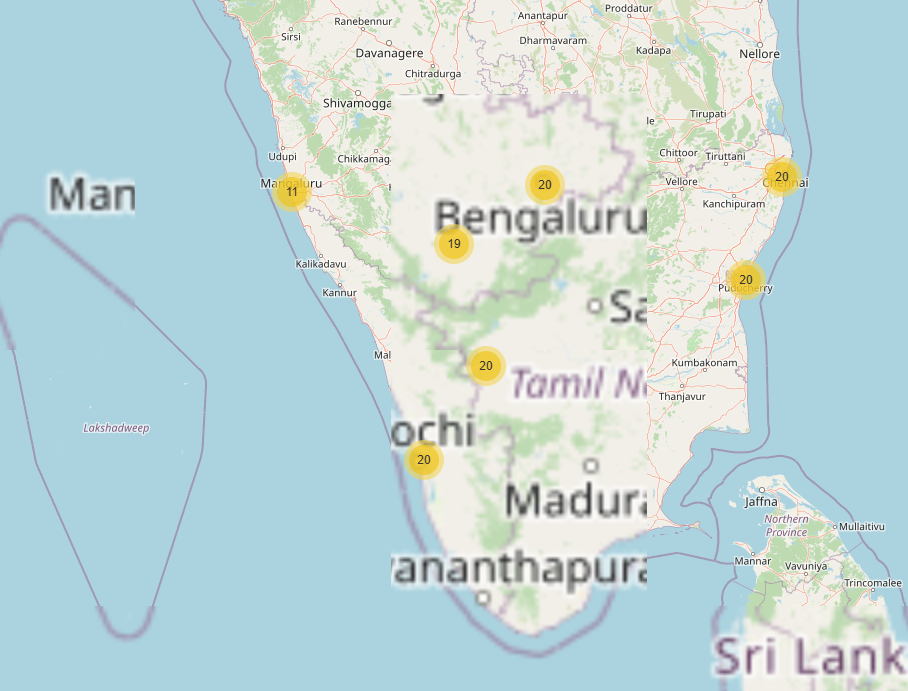 Proddatur
Anantapur
Ranebennur
Sirsi
Dharmavaram
Davanagere
Kadapa
Nellore
Chitradurga
Shivamogga
Tirupati
le
Chittoor
Tiruttani
Udupi
Chikkamag
Mangaluru
11
20
20
Chennai
Vellore
Man
Kanchipuram
Bengaluru
19
Kalikadavu
20
Puducherry
Kannur
Sa
Mal
20
Kumbakonam
Tamil N
Thanjavur
Lakshadweep
ochi
20
Madura
Jaffna
Northern
Province
Mullaitivu
Mannar
Vavuniya
ananthapura
Trincomalee
Sri Lank